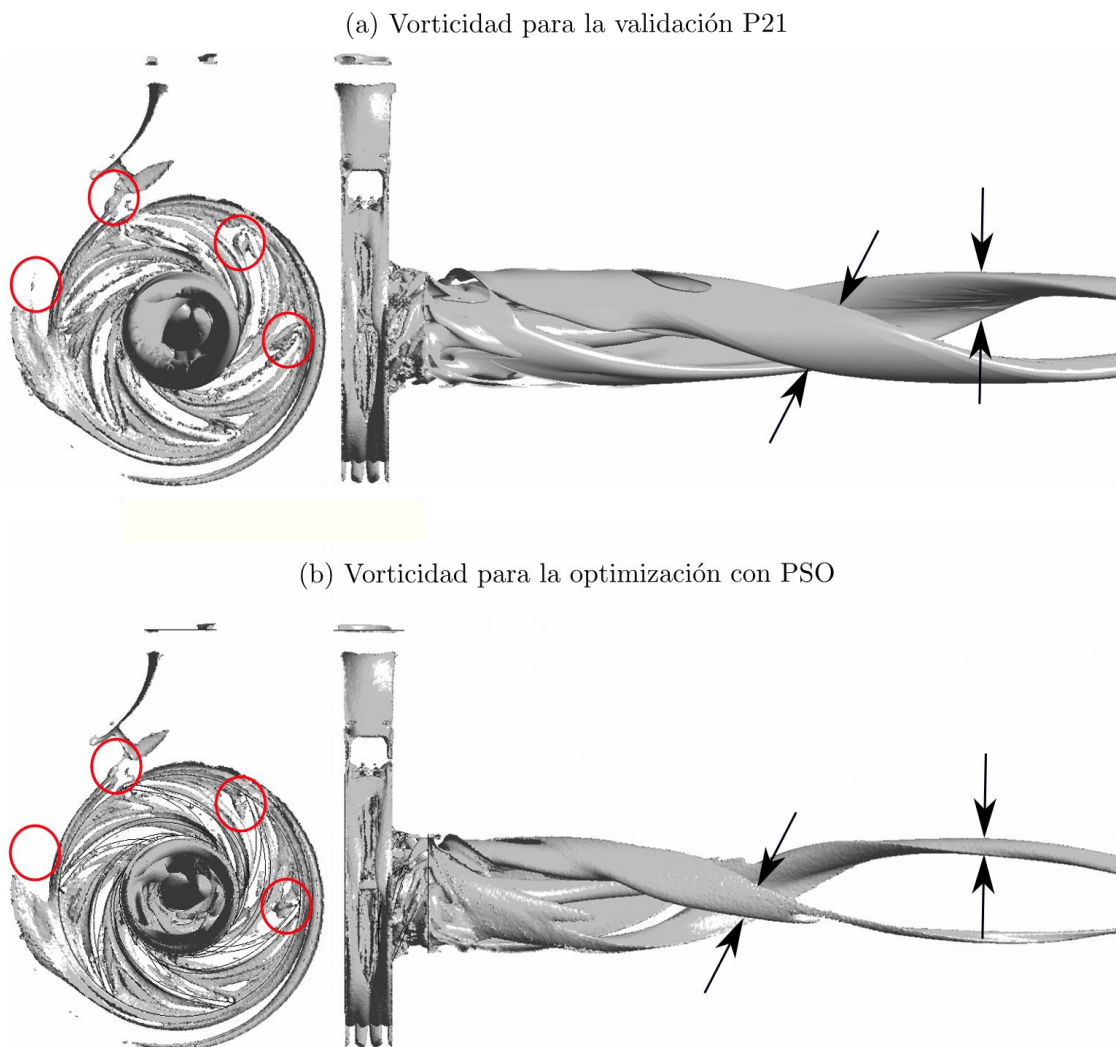 (a) Vorticidad para la validación P21
(b) Vorticidad para la optimización con PSO